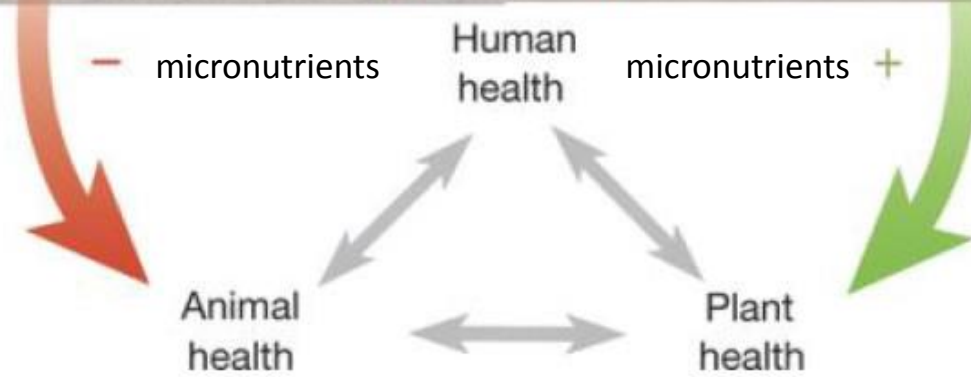 Human
− micronutrients
micronutrients +
health
Animal
health
Plant
health